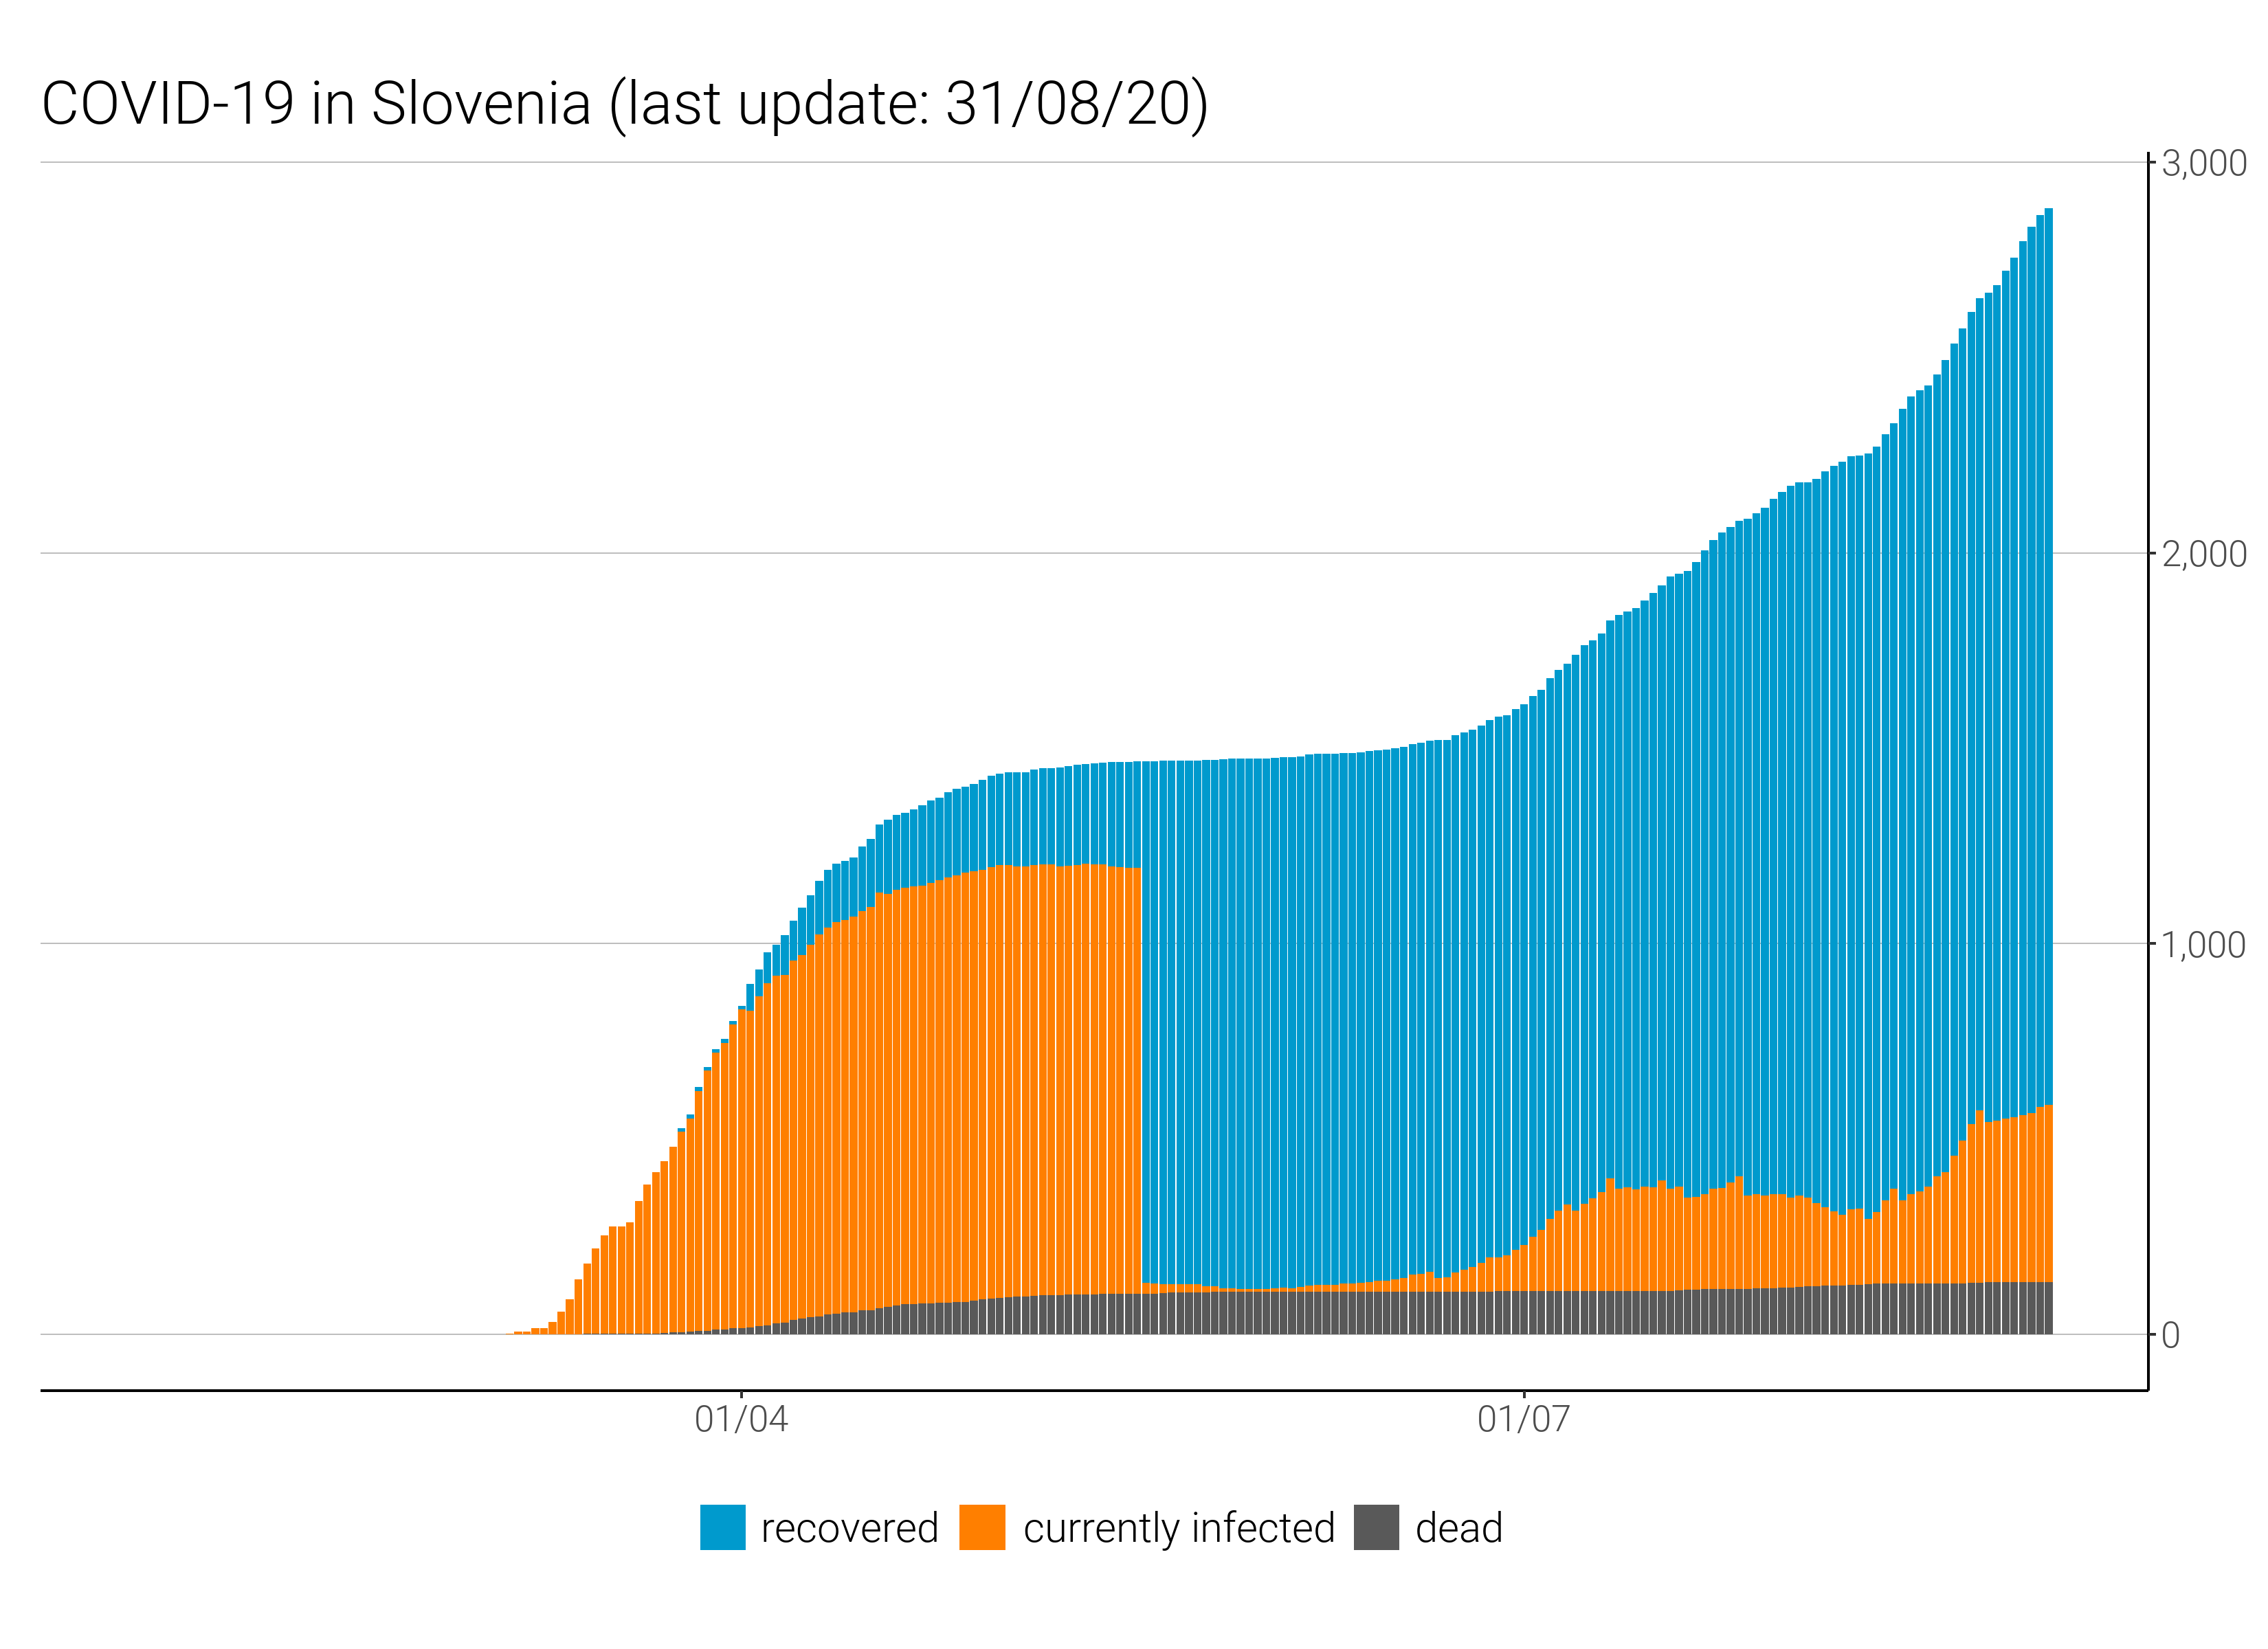 COVID-19 in Slovenia (last update: 31/08/20)
3,000
2,000
1,000
0
01/04 01/07
recovered currently infected dead